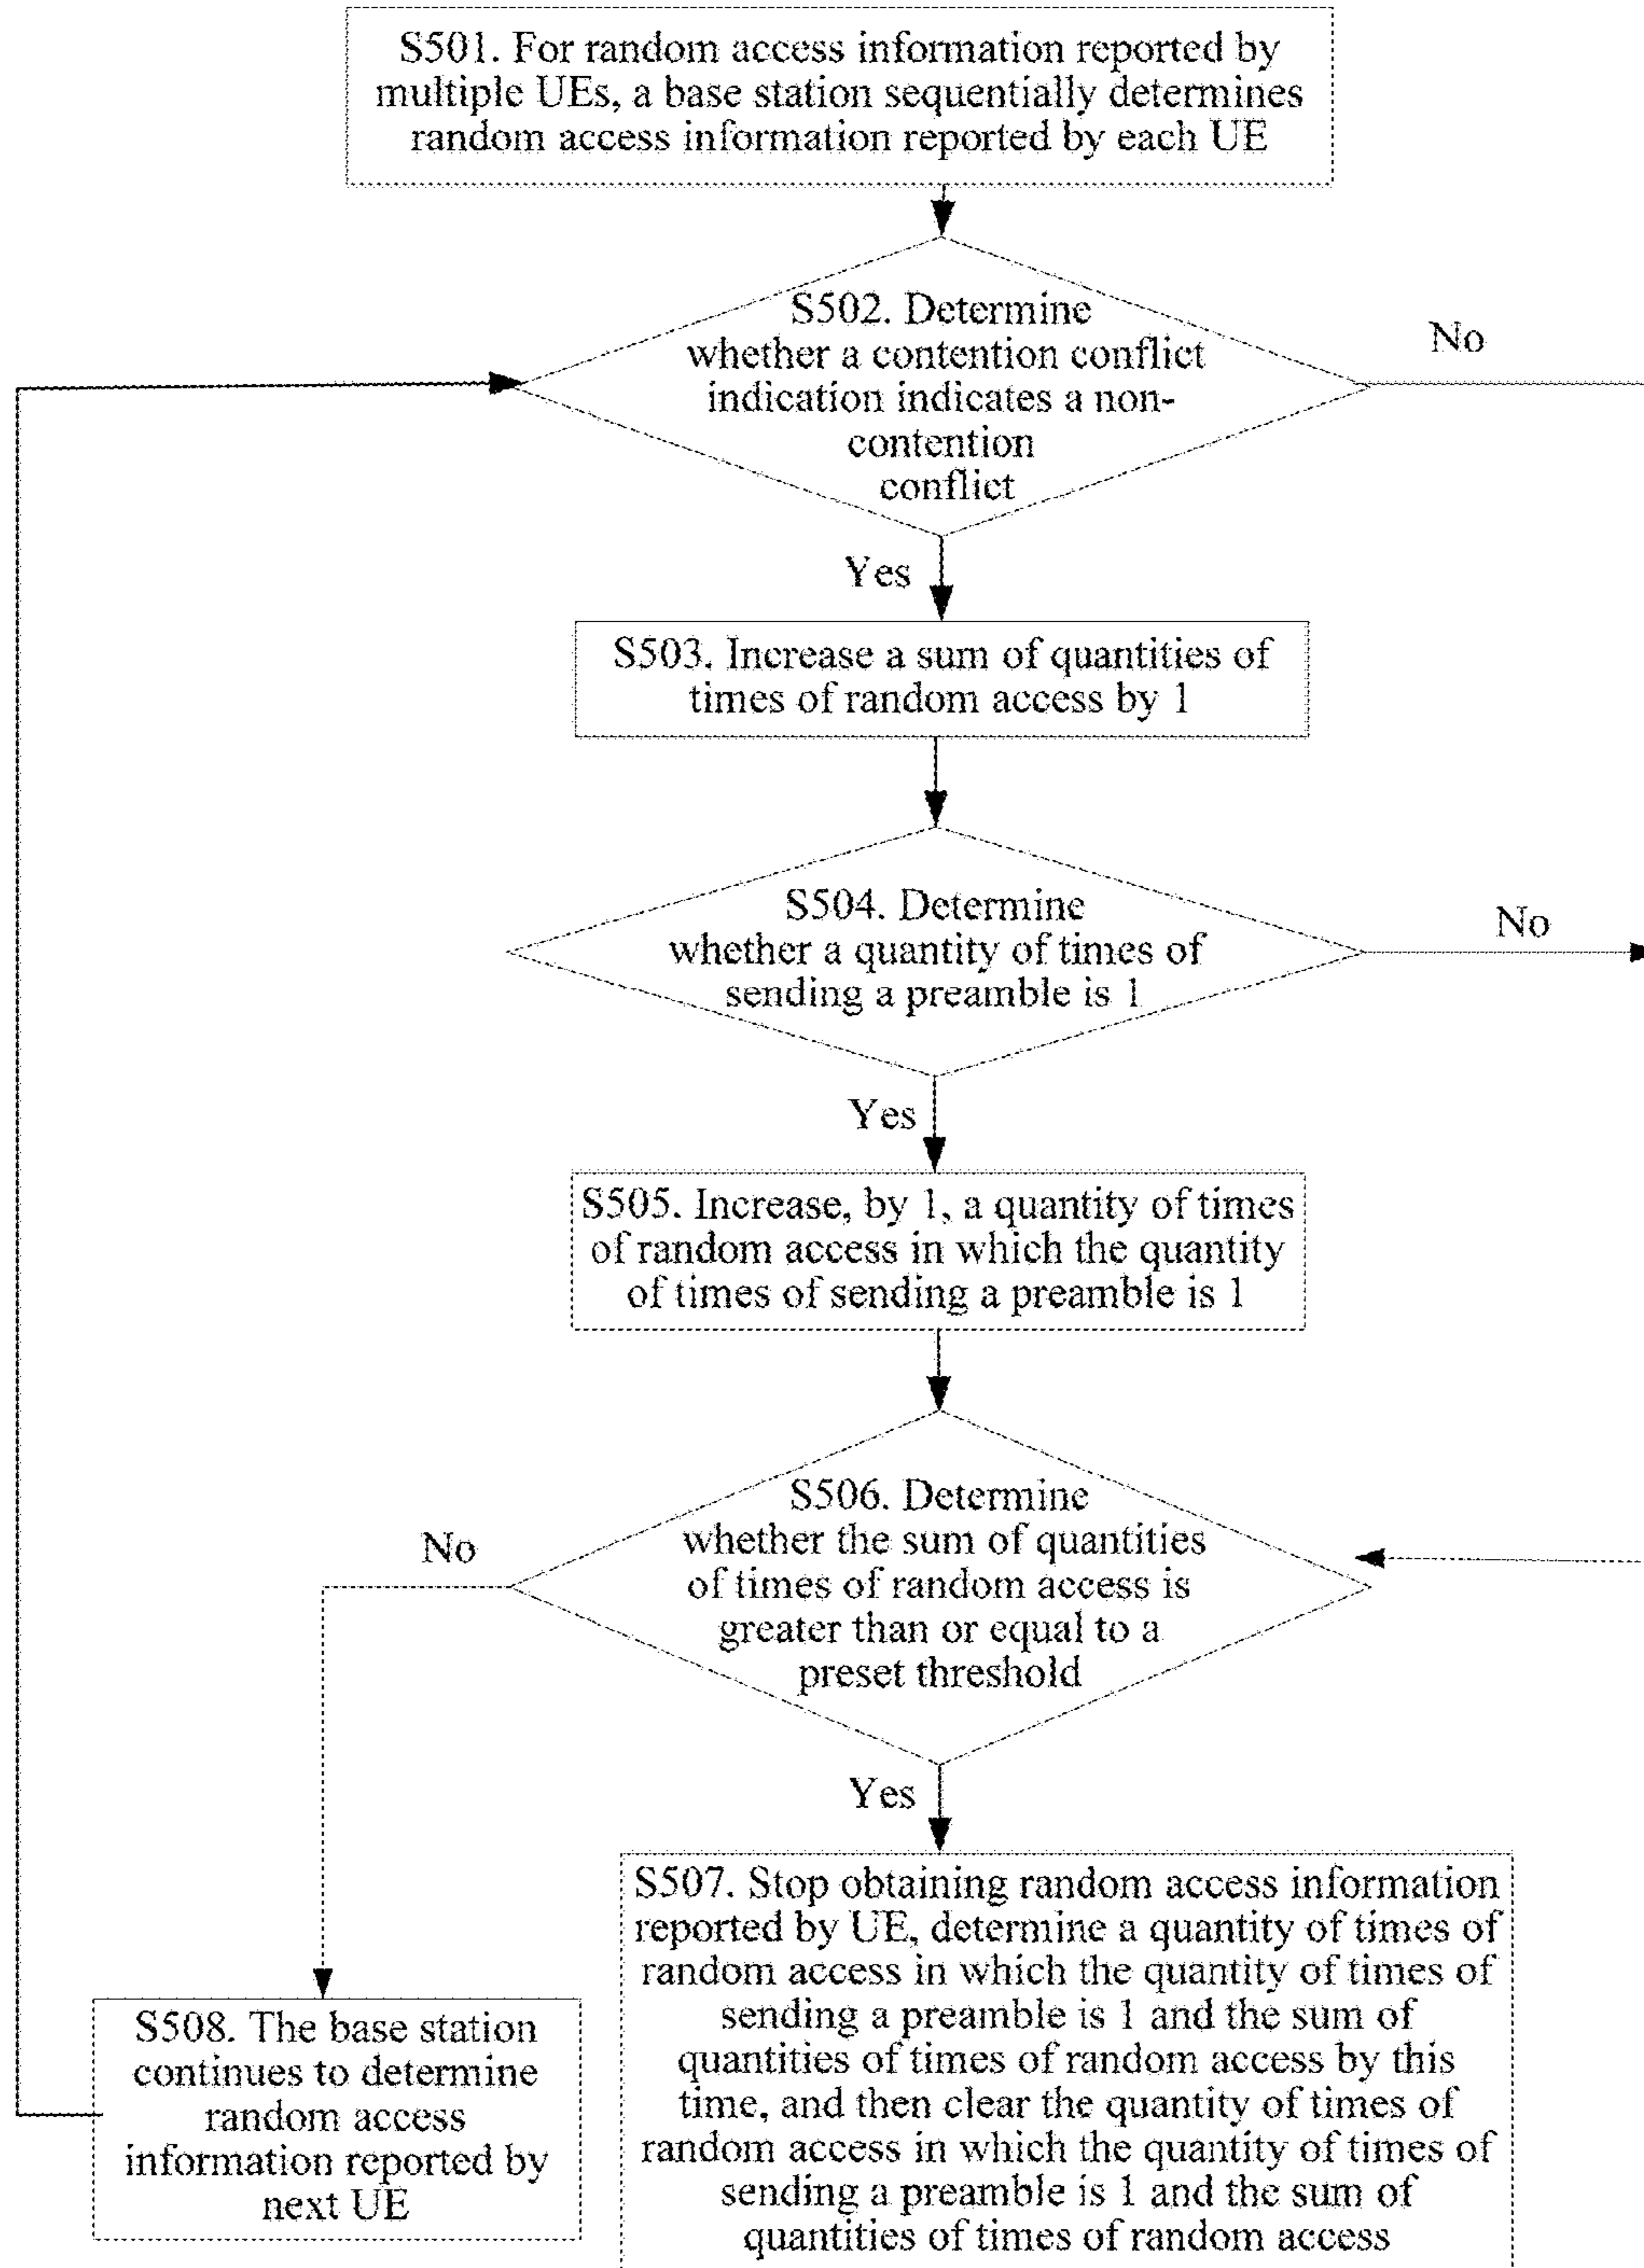 S501. For random access information reported by
multiple UEs, a base station sequentially determines
random access information reported by each UE
S502. Determine
whether a contention conflict
indication indicates a non-
contention
conflict
No
Yes
S503. Increase a sum of quantities of
times of random access by 1
S504. Determine
whether a quantity of times of
sending a preamble is 1
No
Yes
S505. Increase, by 1, a quantity of times
of random access in which the quantity
of times of sending a preamble is 1
S506. Determine
whether the sum of quantities
of times of random access is
greater than or equal to a
preset threshold
No
Yes
S507. Stop obtaining random access information
reported by UE, determine a quantity of times of
random access in which the quantity of times of
sending a preamble is 1 and the sum of
quantities of times of random access by this
time, and then clear the quantity of times of
random access in which the quantity of times of
sending a preamble is 1 and the sum of
quantities of times of random access
S508. The base station
continues to determine
random access
information reported by
next UE